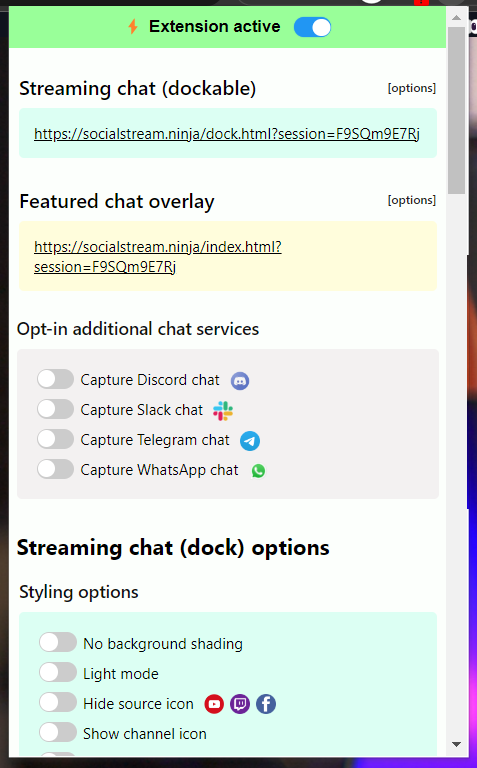 Extension active
Streaming chat (dockable)
[options]
https://socialstream.ninja/dock.html?session=F9SQm9E7Rj
Featured chat overlay
[options]
https://socialstream.ninja/index.html?
session=F9SQm9E7Rj
Opt-in additional chat services
Capture Discord chat
Capture Slack chat
Capture Telegram chat
Capture WhatsApp chat
Streaming chat (dock) options
Styling options
No background shading
Light mode
Hide source icon
Show channel icon